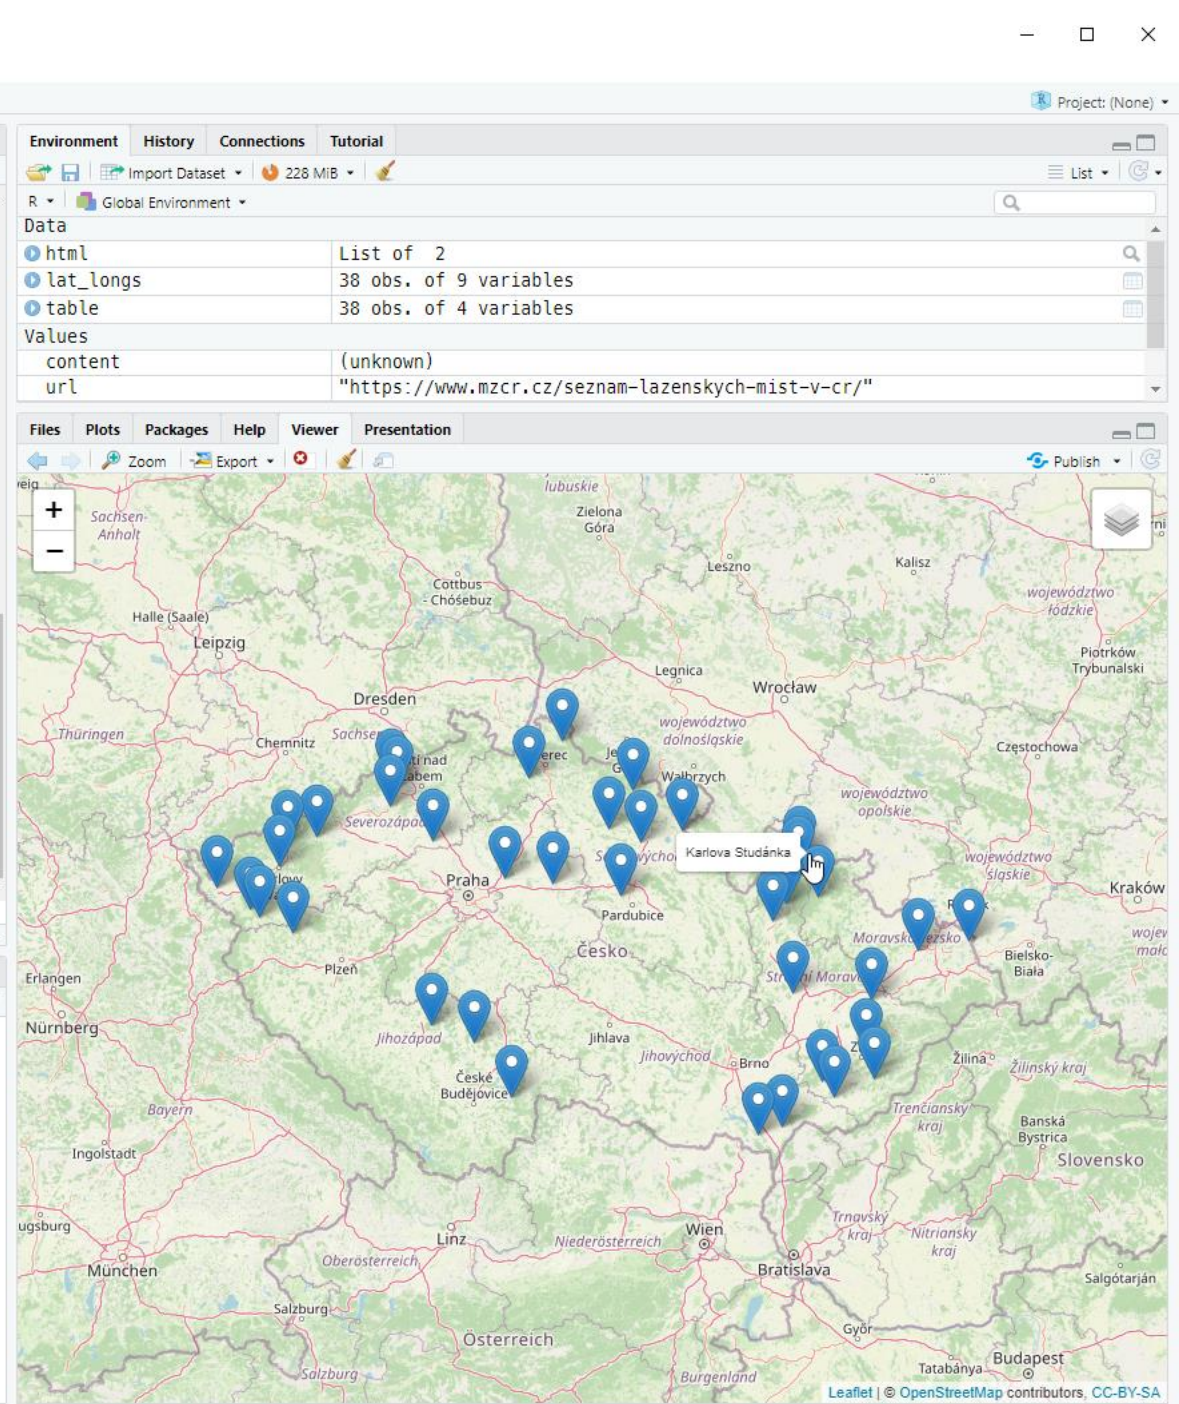 Project: (None)
Environment History Connections Tutorial
Import Dataset 228 MiB List
R Global Environment
Data
html List of 2
lat_longs 38 obs. of 9 variables
table 38 obs. of 4 variables
Values
content (unknown)
url "https://www.mzcr.cz/seznam-lazenskych-mist-v-cr/"
Files Plots Packages Help Viewer Presentation
Zoom Export Publish
lubuskie
+
Sachsen-
Anhalt
Zielona
Góra
−
Leszno
Kalisz
Cottbus
- Chóśebuz
województwo
łódzkie
Halle (Saale)
Leipzig
Piotrków
Trybunalski
Legnica
Wrocław
Dresden
województwo
dolnośląskie
Thüringen
Chemnitz
Częstochowa
Wałbrzych
województwo
opolskie
Karlova Studánka
województwo
śląskie
Praha
Kraków
Pardubice
Česko
Bielsko-
Biała
Plzeň
Erlangen
Nürnberg
Jihozápad
Jihlava
Jihovýchod
Brno
Žilina
Žilinský kraj
České
Budějovice
Bayern
Trenčianský
kraj
Banská
Bystrica
Ingolstadt
Slovensko
Trnavský
kraj
Nitriansky
kraj
ugsburg
Linz
Wien
Niederösterreich
Oberösterreich
München
Bratislava
Salgótarján
Salzburg
Győr
Österreich
Budapest
Tatabánya
Salzburg
Burgenland
Leaflet | © OpenStreetMap contributors, CC-BY-SA